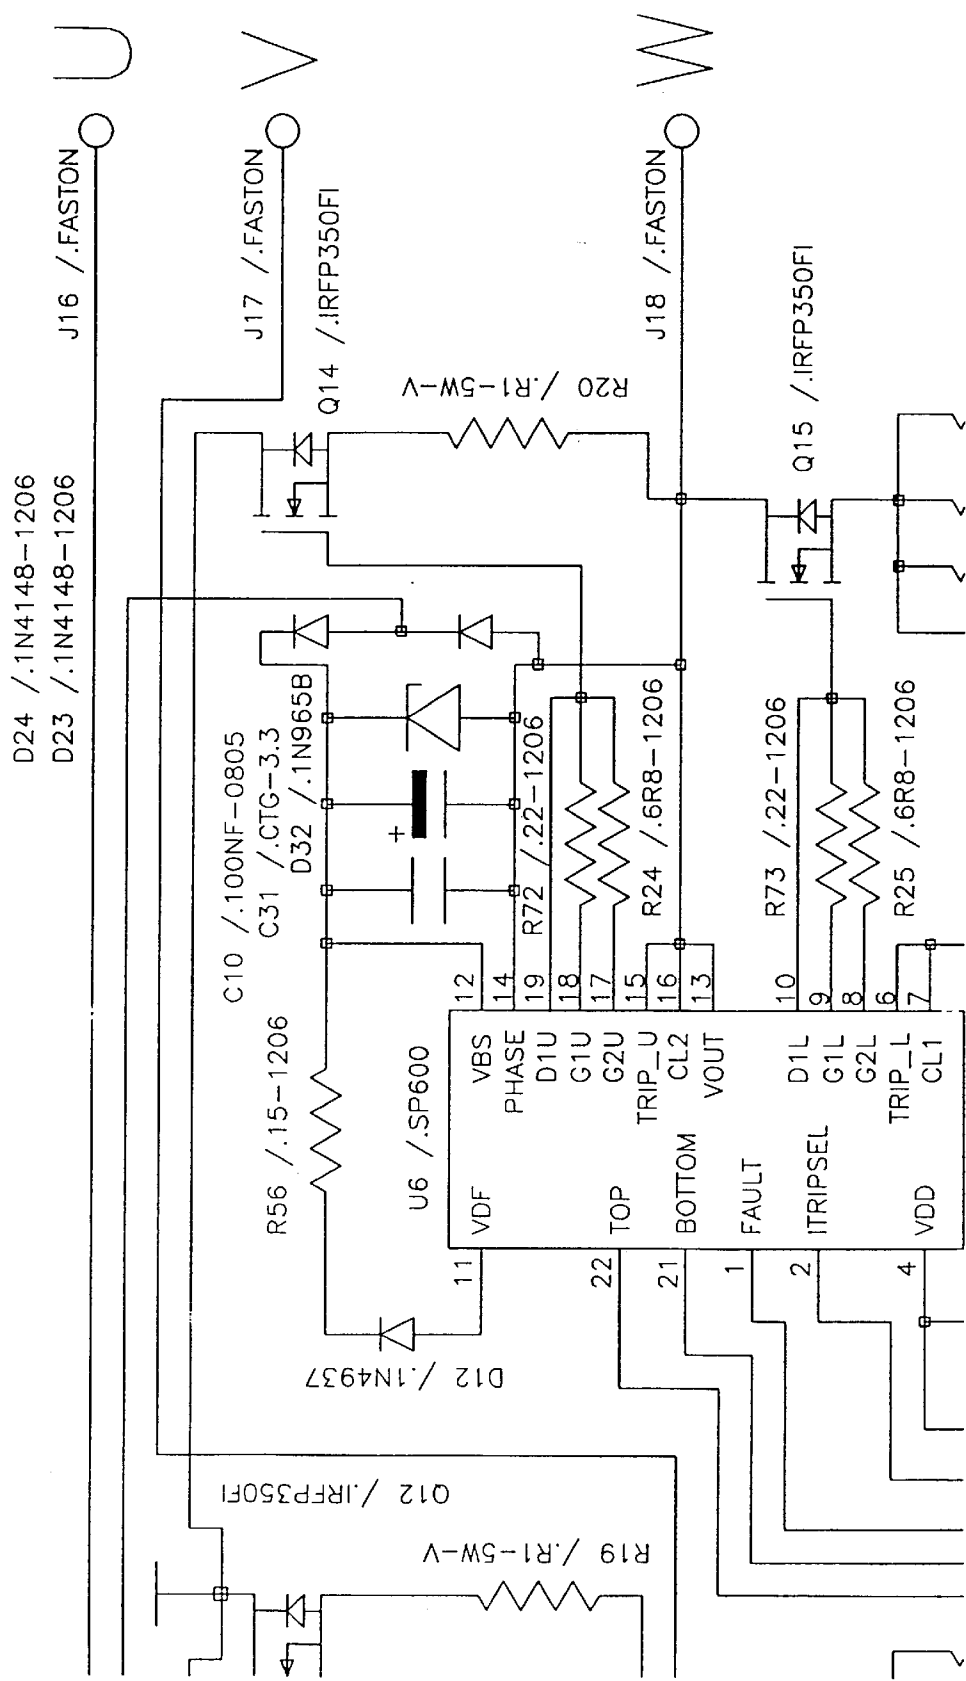 U
V
W
J16 /.FASTON
J17 /.FASTON
J18 /.FASTON
D24 /.1N4148-1206
D23 /.1N4148-1206
Q14 /.IRFP350FI
R20 /.R1-5W-V
Q15 /.IRFP350FI
C10 /.100NF-0805
C31 /.CTG-3.3
D32 /.1N965B
+
R72 /.22-1206
R24 /.6R8-1206
R73 /.22-1206
R25 /.6R8-1206
R56 /.15-1206
U6 /.SP600
12 VBS
14 PHASE
19 D1U
18 G1U
17 G2U
15 TRIP_U
16 CL2
13 VOUT
10 D1L
9 G1L
8 G2L
6 TRIP_L
7 CL1
VDF 11
TOP 22
BOTTOM 21
FAULT 1
ITRIPSEL 2
VDD 4
D12 /.1N4937
Q12 /.IRFP350FI
R19 /.R1-5W-V